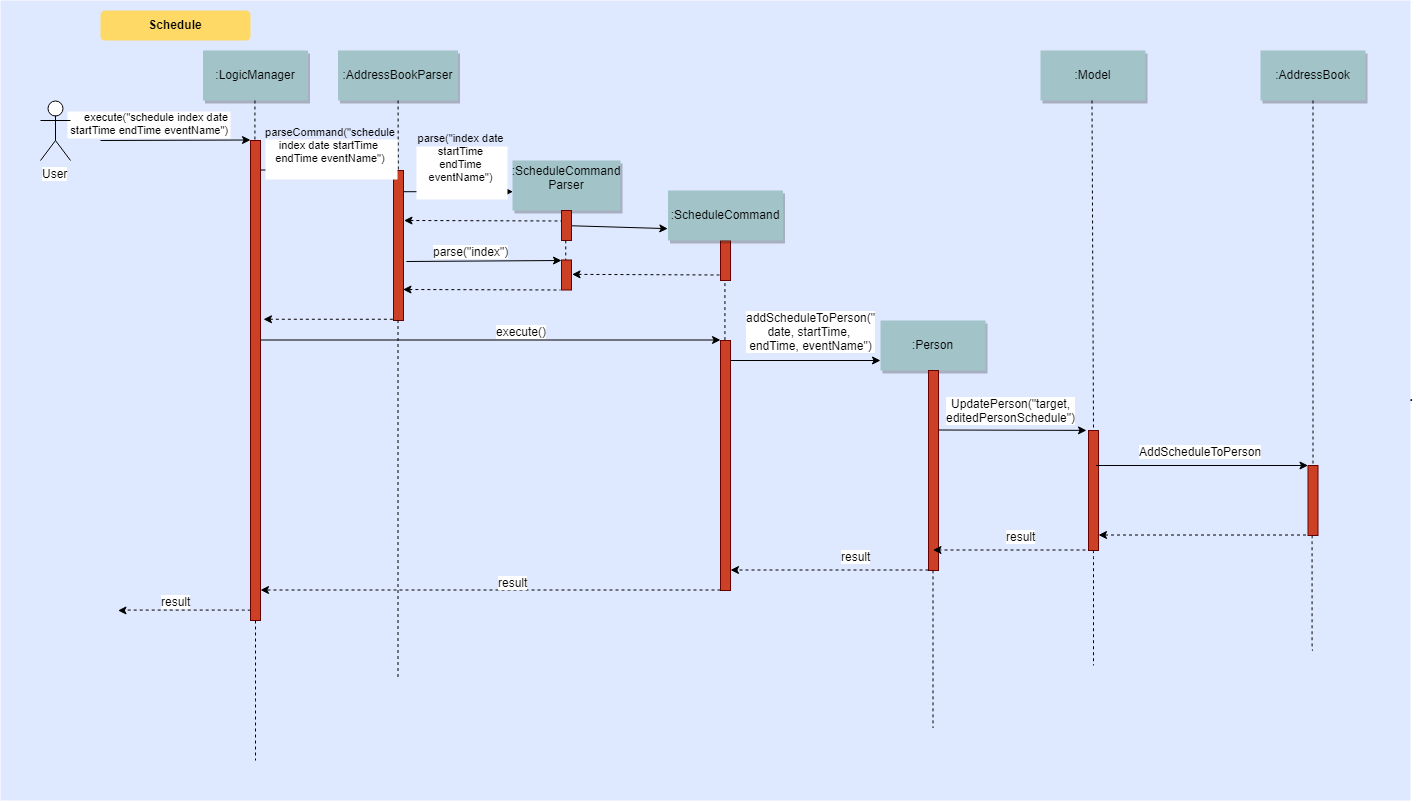 Schedule
:LogicManager
:AddressBookParser
:Model
:AddressBook
execute("schedule index date
startTime endTime eventName")
User
parseCommand("schedule
index date startTime
endTime eventName")
parse("index date
startTime
endTime
eventName")
:ScheduleCommand
Parser
:ScheduleCommand
parse("index")
execute()
addScheduleToPerson("
date, startTime,
endTime, eventName")
:Person
UpdatePerson("target,
editedPersonSchedule")
AddScheduleToPerson
result
result
result
result